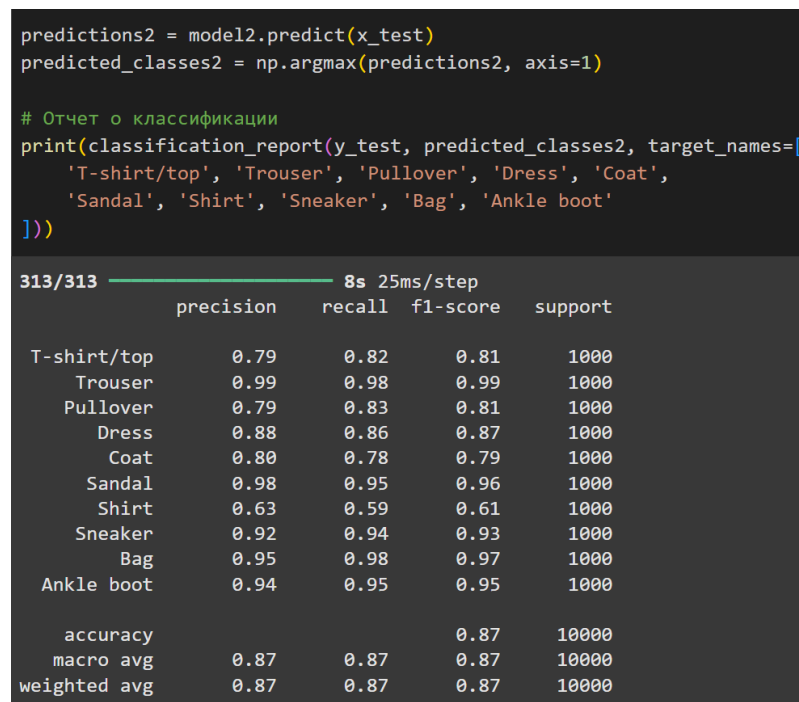 predictions2 = model2.predict(x_test)
predicted_classes2 = np.argmax(predictions2, axis=1)
# Отчет о классификации
print(classification_report(y_test, predicted_classes2, target_names=[
    'T-shirt/top', 'Trouser', 'Pullover', 'Dress', 'Coat',
    'Sandal', 'Shirt', 'Sneaker', 'Bag', 'Ankle boot'
]))
313/313 ━━━━━━━━━━━━━━━━━━━━ 8s 25ms/step
              precision    recall  f1-score   support
 T-shirt/top       0.79      0.82      0.81      1000
     Trouser       0.99      0.98      0.99      1000
    Pullover       0.79      0.83      0.81      1000
       Dress       0.88      0.86      0.87      1000
        Coat       0.80      0.78      0.79      1000
      Sandal       0.98      0.95      0.96      1000
       Shirt       0.63      0.59      0.61      1000
     Sneaker       0.92      0.94      0.93      1000
         Bag       0.95      0.98      0.97      1000
  Ankle boot       0.94      0.95      0.95      1000
    accuracy                           0.87     10000
   macro avg       0.87      0.87      0.87     10000
weighted avg       0.87      0.87      0.87     10000